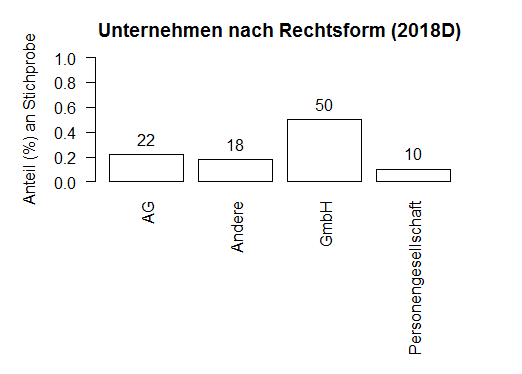 Unternehmen nach Rechtsform (2018D)
Anteil (%) an Stichprobe
1.0
0.8
0.6
0.4
0.2
0.0
22
18
50
10
AG
Andere
GmbH
Personengesellschaft